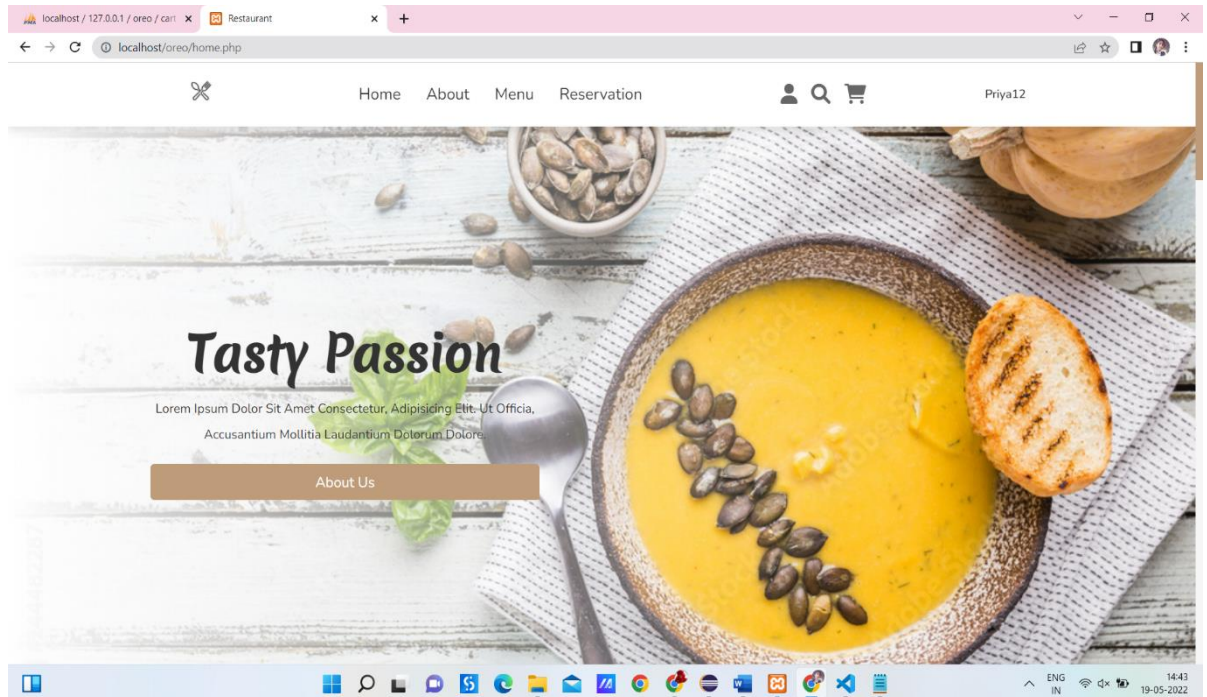 localhost / 127.0.0.1 / oreo / cart
Restaurant
localhost/oreo/home.php
Home About Menu Reservation
Priya12
Tasty Passion
Lorem Ipsum Dolor Sit Amet Consectetur, Adipisicing Elit. Ut Officia,
Accusantium Mollitia Laudantium Dolorum Dolore.
About Us
ENG
IN
14:43
19-05-2022